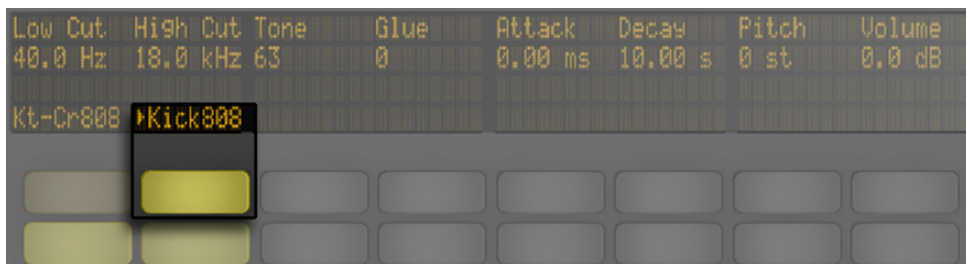 Low Cut High Cut Tone Glue Attack Decay Pitch Volume
40.0 Hz 18.0 kHz 63 0 0.00 ms 10.00 s 0 st 0.0 dB
Kt-Cr808 ▸Kick808